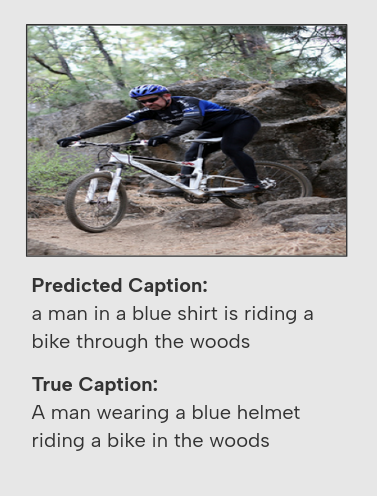 Predicted Caption:
a man in a blue shirt is riding a
bike through the woods
True Caption:
A man wearing a blue helmet
riding a bike in the woods